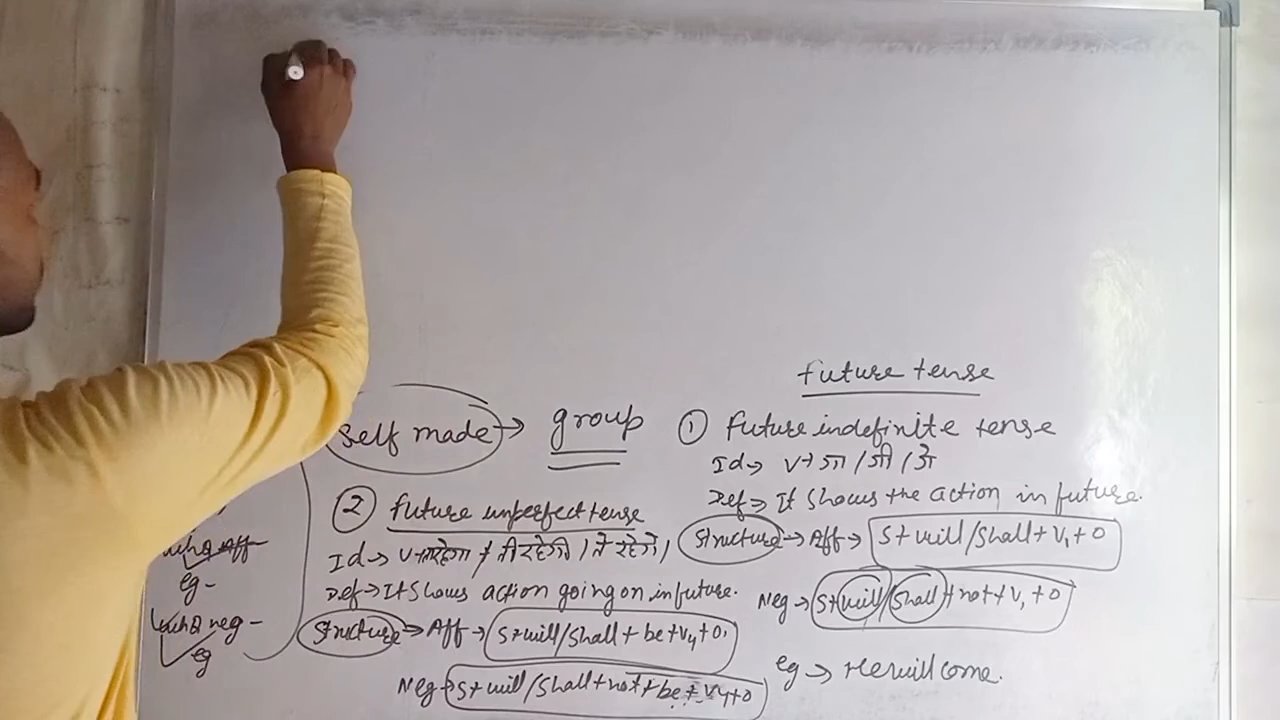 future tense
self made → group
① future indefinite tense
Id → V+गा / गी / गे
Def → It shows the action in future.
Structure → Aff → S+will/shall+V₁+O
Neg → S+will/shall+not+V₁+O
eg → He will come.
② future imperfect tense
Id → V+ता रहेगा / ती रहेगी / ते रहेंगे /
Def → It shows action going on in future.
Structure → Aff → S+will/shall+be+V₄+O.
Neg → S+will/shall+not+be+V₄+O
Aff
eg -
neg -
eg